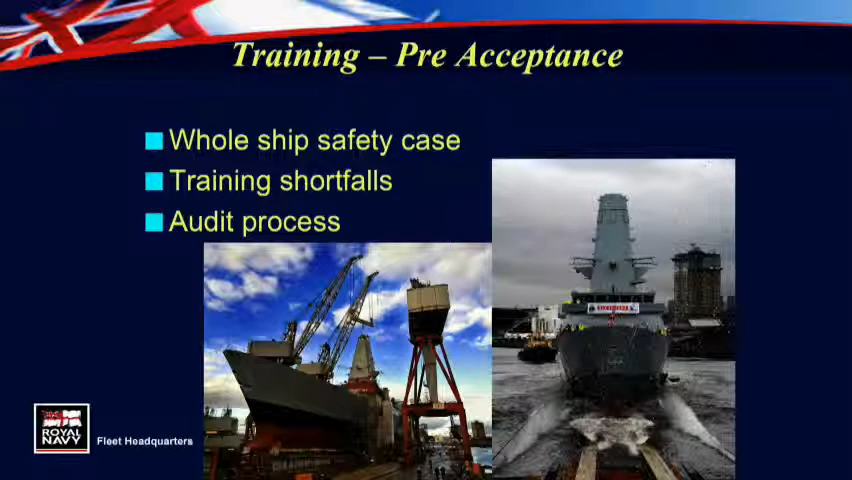 Training – Pre Acceptance
Whole ship safety case
Training shortfalls
Audit process
ROYAL
NAVY
Fleet Headquarters